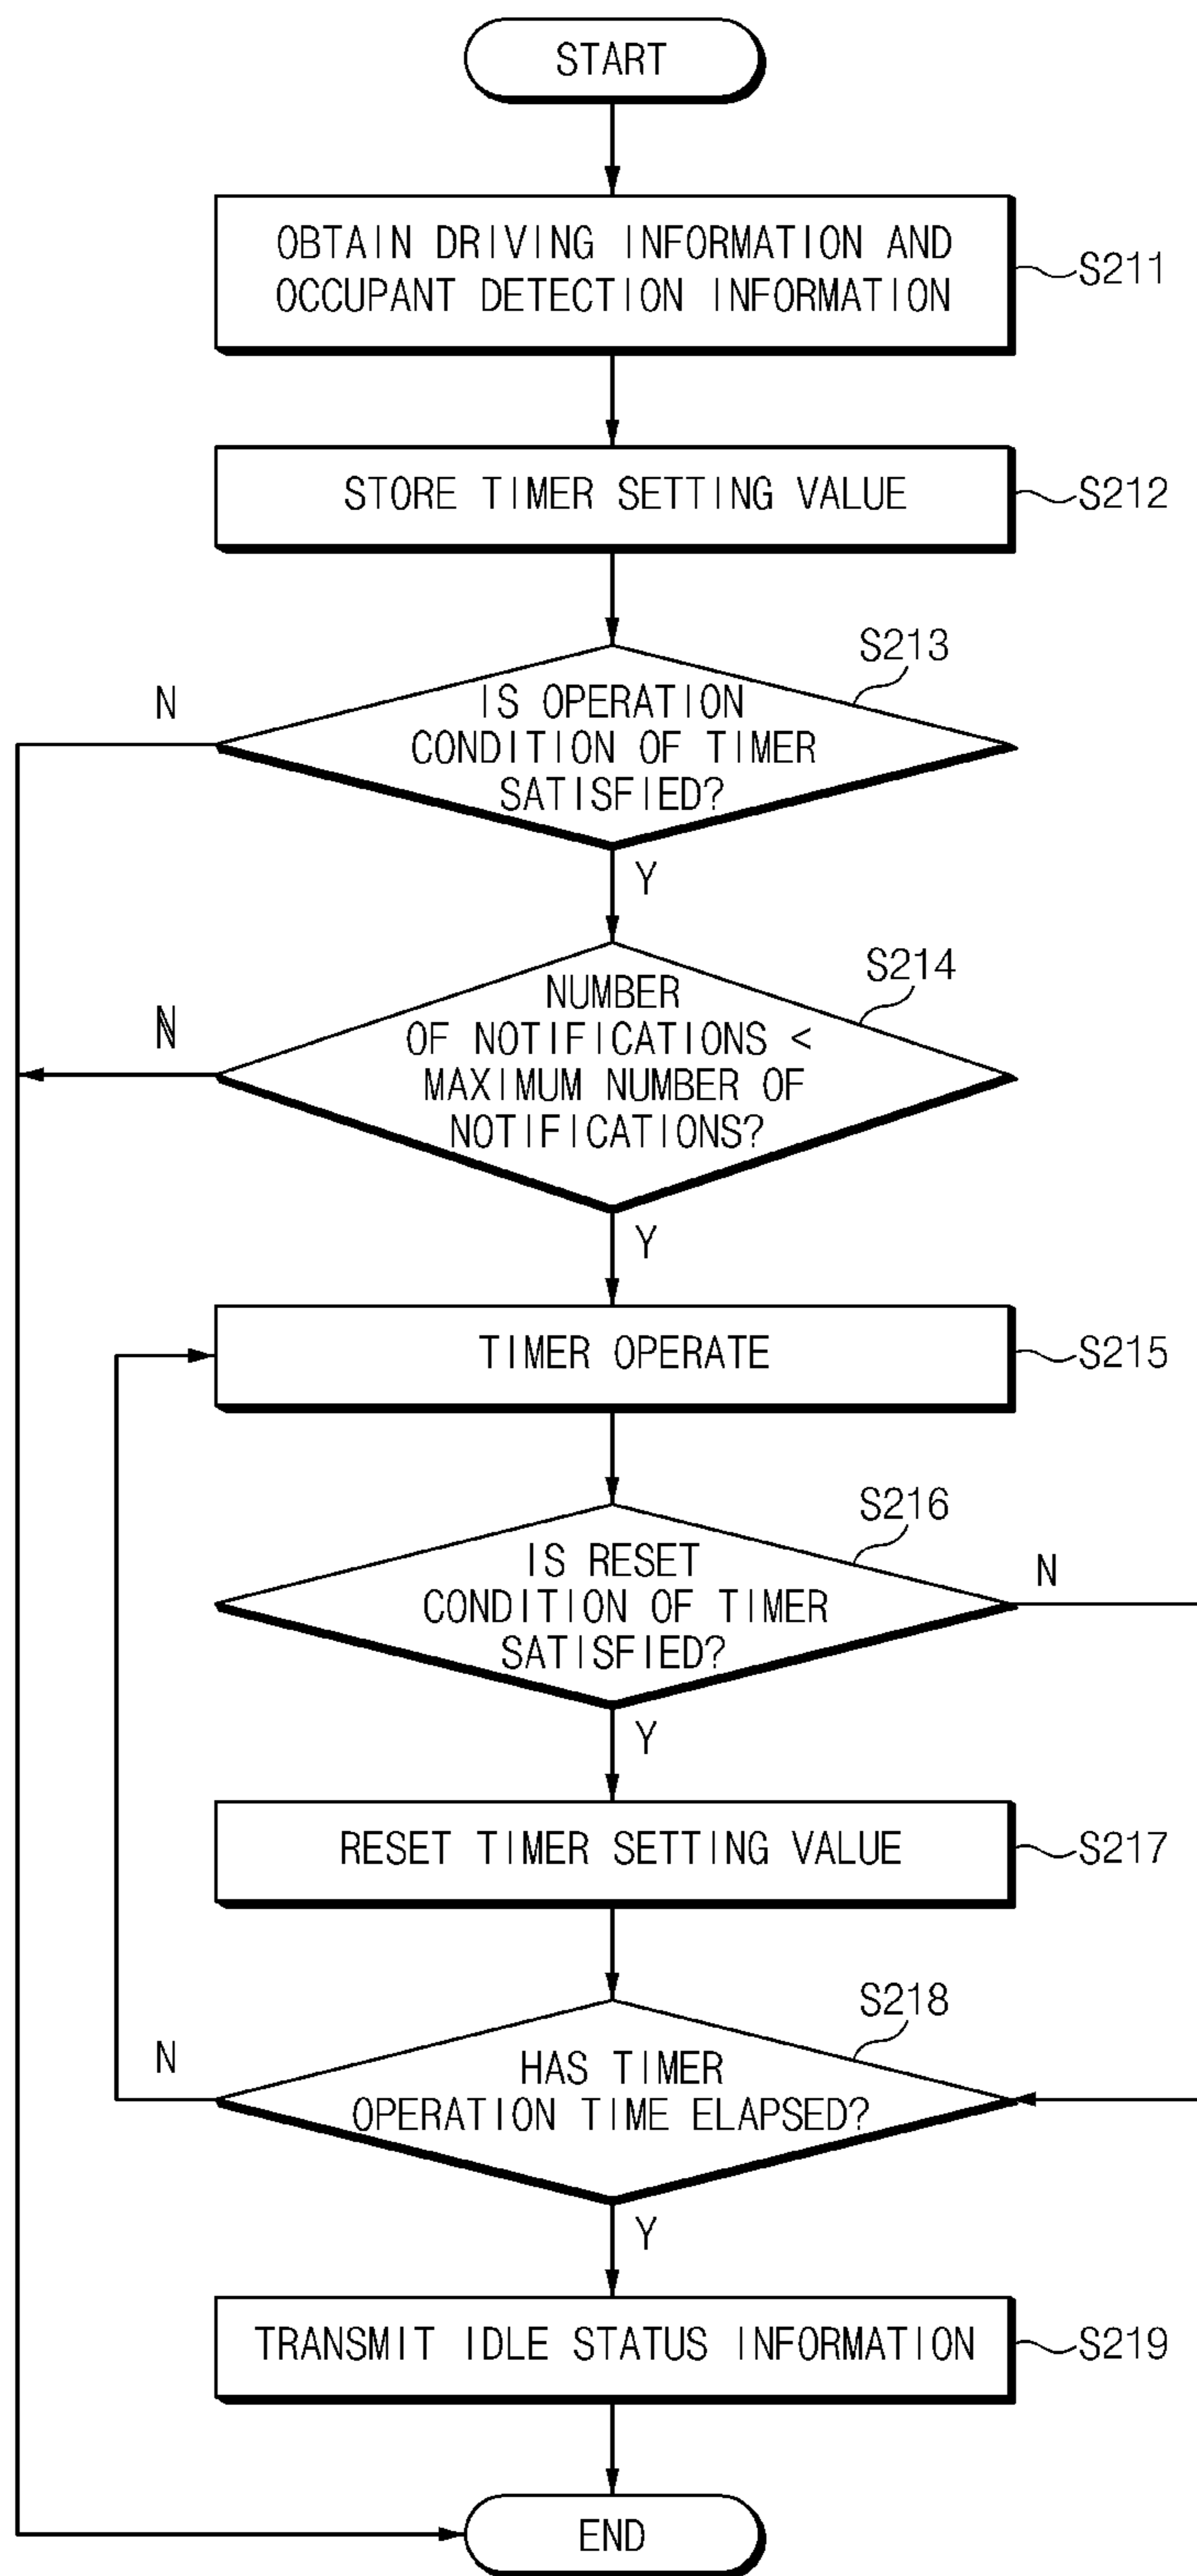 START
OBTAIN DRIVING INFORMATION AND
OCCUPANT DETECTION INFORMATION
S211
STORE TIMER SETTING VALUE
S212
S213
N
IS OPERATION
CONDITION OF TIMER
SATISFIED?
Y
S214
N
NUMBER
OF NOTIFICATIONS <
MAXIMUM NUMBER OF
NOTIFICATIONS?
Y
TIMER OPERATE
S215
S216
IS RESET
CONDITION OF TIMER
SATISFIED?
N
Y
RESET TIMER SETTING VALUE
S217
S218
N
HAS TIMER
OPERATION TIME ELAPSED?
Y
TRANSMIT IDLE STATUS INFORMATION
S219
END